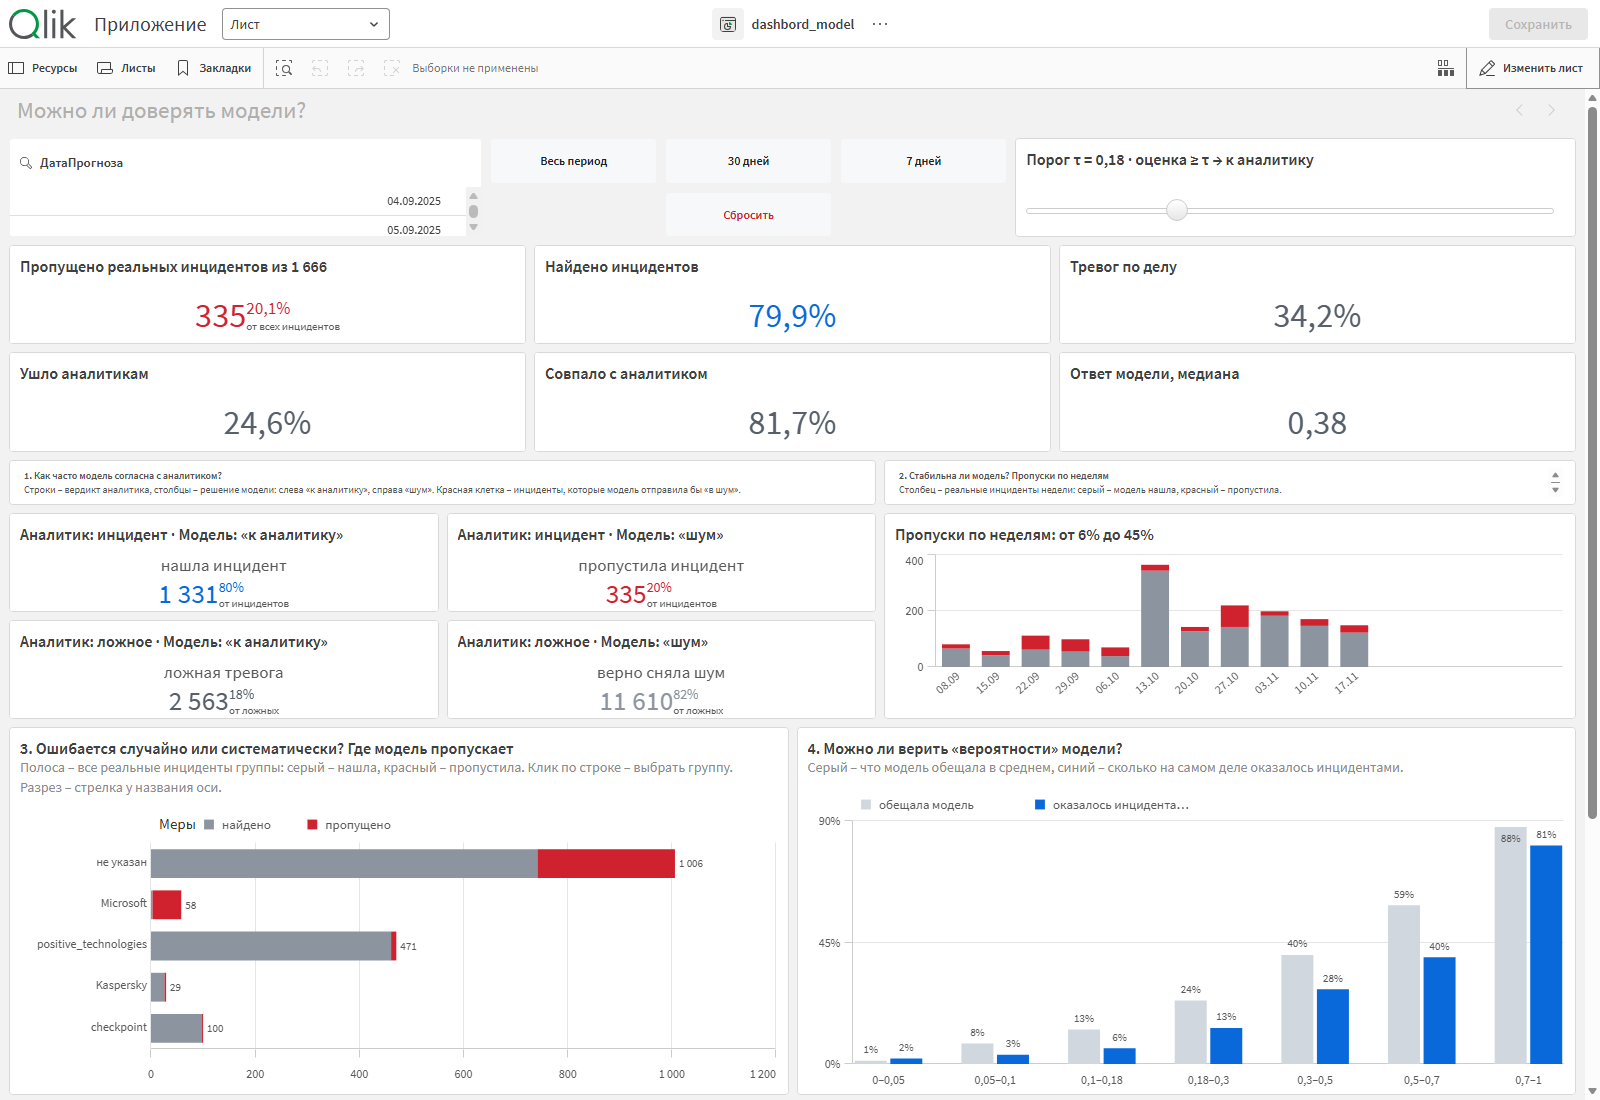 Qlik
Приложение
Лист
dashbord_model
...
Сохранить
Ресурсы
Листы
Закладки
Выборки не применены
Изменить лист
Можно ли доверять модели?
ДатаПрогноза
04.09.2025
05.09.2025
Весь период
30 дней
7 дней
Сбросить
Порог τ = 0,18 · оценка ≥ τ → к аналитику
Пропущено реальных инцидентов из 1 666
335 20,1%
от всех инцидентов
Найдено инцидентов
79,9%
Тревог по делу
34,2%
Ушло аналитикам
24,6%
Совпало с аналитиком
81,7%
Ответ модели, медиана
0,38
1. Как часто модель согласна с аналитиком?
Строки – вердикт аналитика, столбцы – решение модели: слева «к аналитику», справа «шум». Красная клетка – инциденты, которые модель отправила бы «в шум».
2. Стабильна ли модель? Пропуски по неделям
Столбец – реальные инциденты недели: серый – модель нашла, красный – пропустила.
Аналитик: инцидент · Модель: «к аналитику»
нашла инцидент
1 331 80%
от инцидентов
Аналитик: инцидент · Модель: «шум»
пропустила инцидент
335 20%
от инцидентов
Аналитик: ложное · Модель: «к аналитику»
ложная тревога
2 563 18%
от ложных
Аналитик: ложное · Модель: «шум»
верно сняла шум
11 610 82%
от ложных
Пропуски по неделям: от 6% до 45%
400
200
0
08.09
15.09
22.09
29.09
06.10
13.10
20.10
27.10
03.11
10.11
17.11
3. Ошибается случайно или систематически? Где модель пропускает
Полоса – все реальные инциденты группы: серый – нашла, красный – пропустила. Клик по строке – выбрать группу.
Разрез – стрелка у названия оси.
Меры
найдено
пропущено
не указан
1 006
Microsoft
58
positive_technologies
471
Kaspersky
29
checkpoint
100
0
200
400
600
800
1 000
1 200
4. Можно ли верить «вероятности» модели?
Серый – что модель обещала в среднем, синий – сколько на самом деле оказалось инцидентами.
обещала модель
оказалось инцидента...
90%
45%
0%
1%
2%
8%
3%
13%
6%
24%
13%
40%
28%
59%
40%
88%
81%
0–0,05
0,05–0,1
0,1–0,18
0,18–0,3
0,3–0,5
0,5–0,7
0,7–1